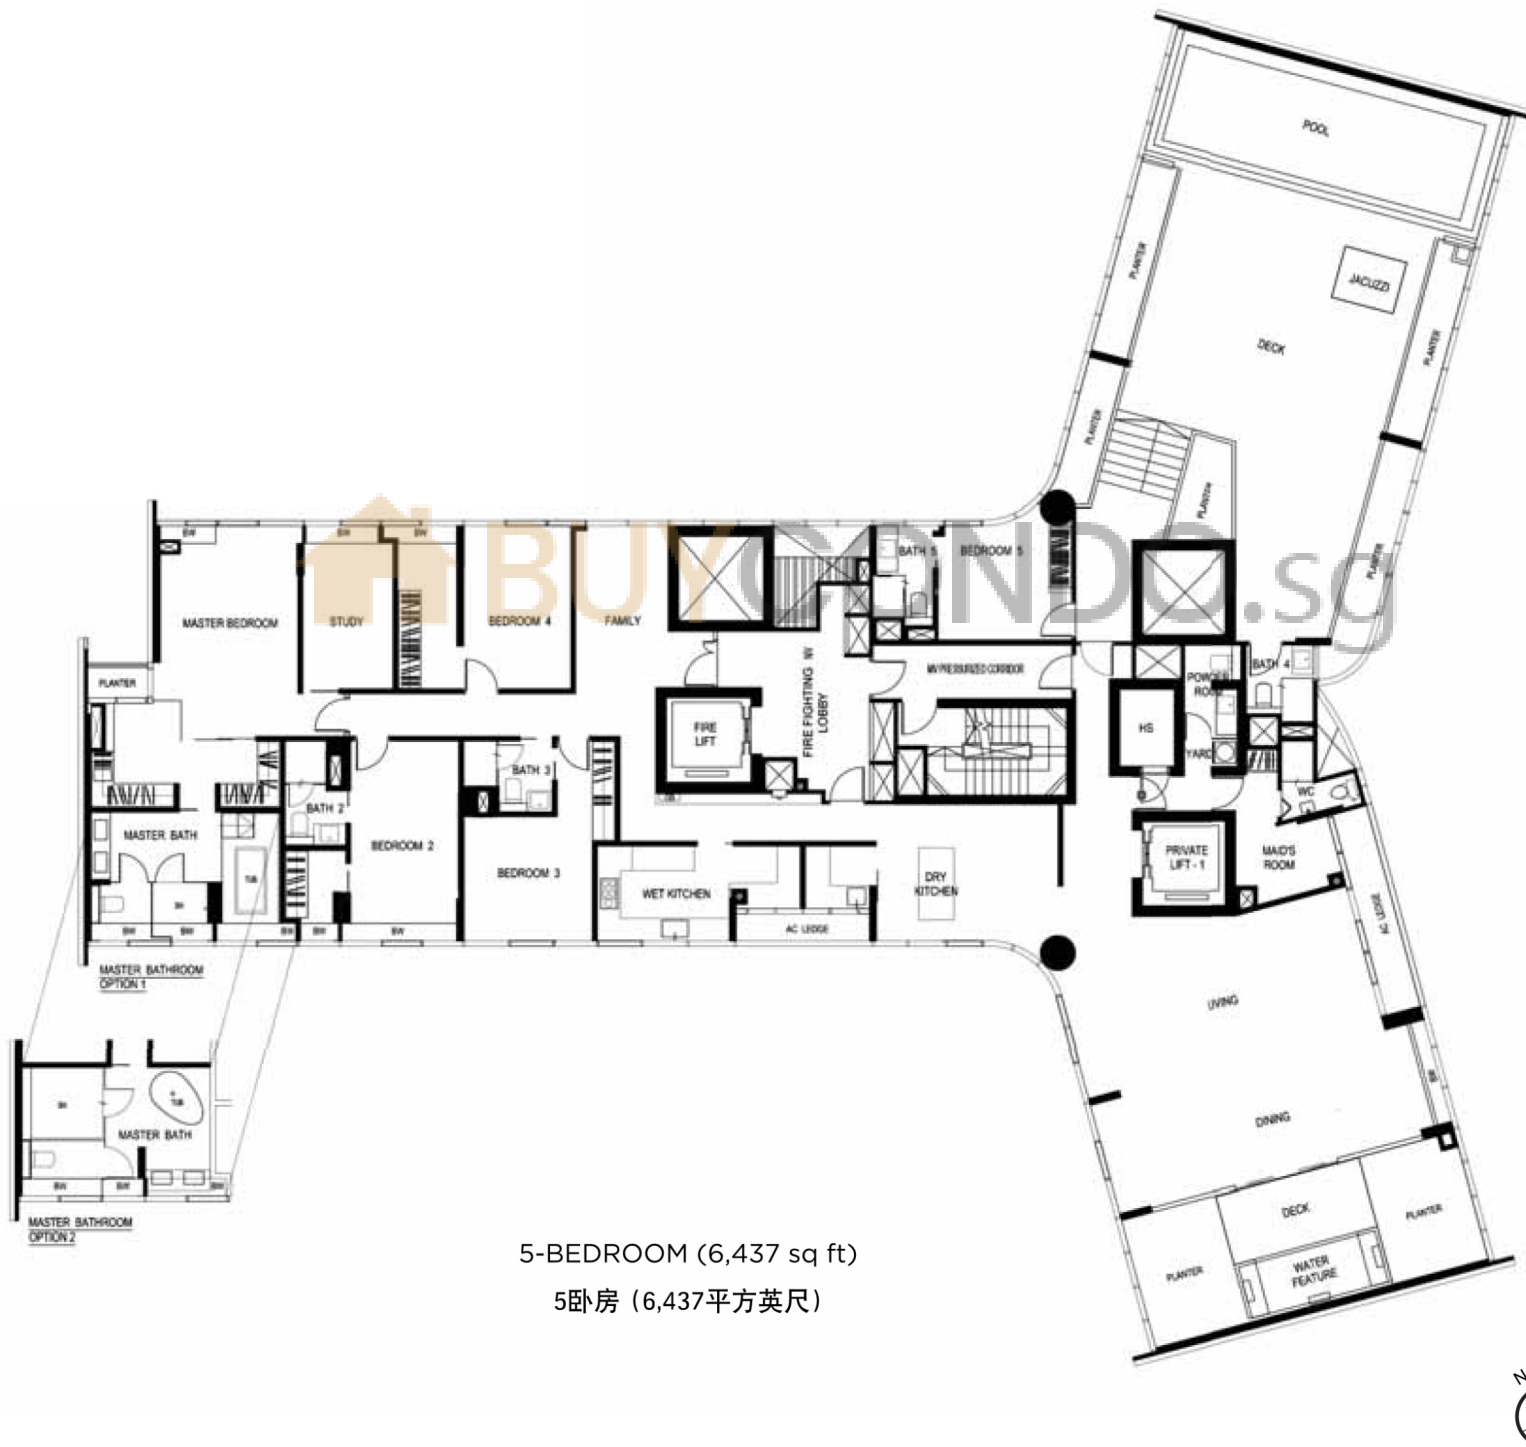 POOL
PLANTER
JACUZZI
DECK
PLANTER
PLANTER
PLANTER
PLANTER
BUYCONDO.sg
BW
BW
BW
MASTER BEDROOM
STUDY
BEDROOM 4
FAMILY
BATH 5
BEDROOM 5
PLANTER
FIRE FIGHTING
LOBBY
MV PRESSURIZED CORRIDOR
POWDER
ROOM
BATH 4
FIRE
LIFT
HS
YARD
WC
BATH 2
BATH 3
MASTER BATH
TUB
SH
BEDROOM 2
BEDROOM 3
WET KITCHEN
DRY
KITCHEN
PRIVATE
LIFT - 1
MAID'S
ROOM
AC LEDGE
BW
BW
BW
BW
BW
AC LEDGE
MASTER BATHROOM
OPTION 1
LIVING
BW
SH
TUB
MASTER BATH
DINING
BW
BW
BW
MASTER BATHROOM
OPTION 2
DECK
PLANTER
PLANTER
WATER
FEATURE
5-BEDROOM (6,437 sq ft)
5卧房 (6,437平方英尺)
N